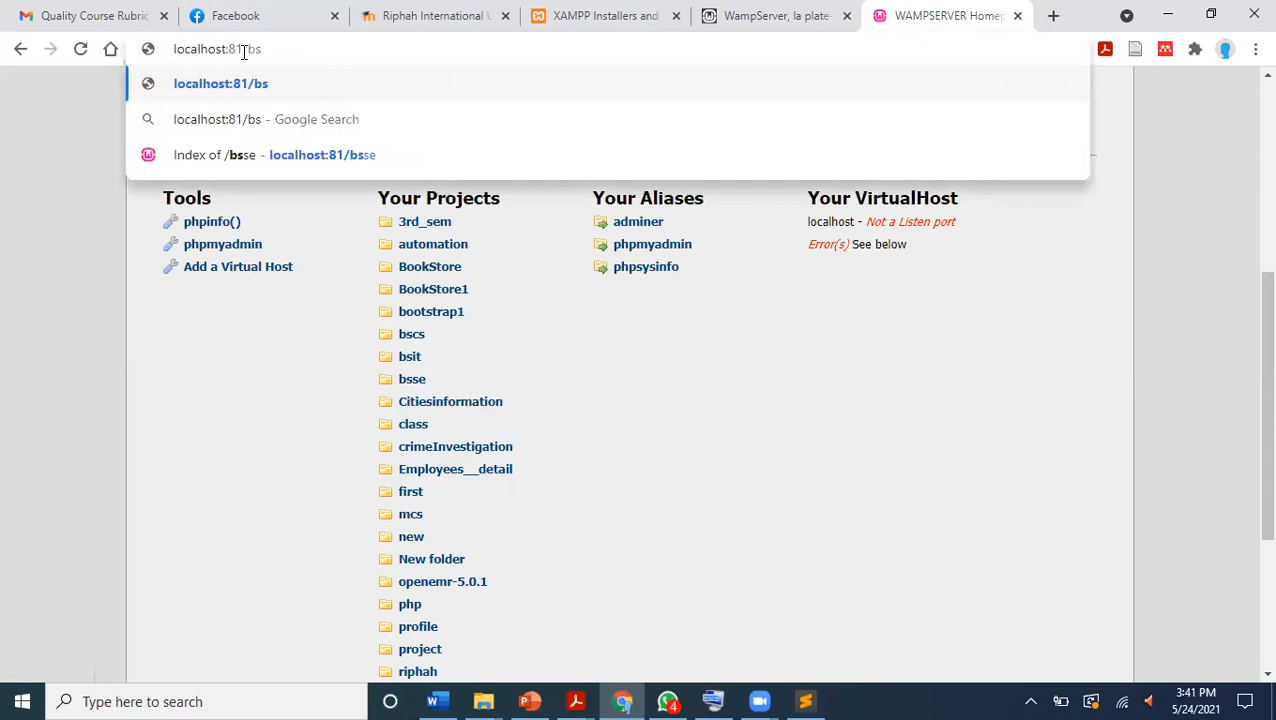 Quality Course Rubric
Facebook
Riphah International U
XAMPP Installers and
WampServer, la plate-
WAMPSERVER Homep
localhost:81/bs
localhost:81/bs
localhost:81/bs - Google Search
Index of /bsse - localhost:81/bsse
Tools
phpinfo()
phpmyadmin
Add a Virtual Host
Your Projects
3rd_sem
automation
BookStore
BookStore1
bootstrap1
bscs
bsit
bsse
Citiesinformation
class
crimeInvestigation
Employees__detail
first
mcs
new
New folder
openemr-5.0.1
php
profile
project
riphah
Your Aliases
adminer
phpmyadmin
phpsysinfo
Your VirtualHost
localhost - Not a Listen port
Error(s) See below
Type here to search
4
3:41 PM
5/24/2021